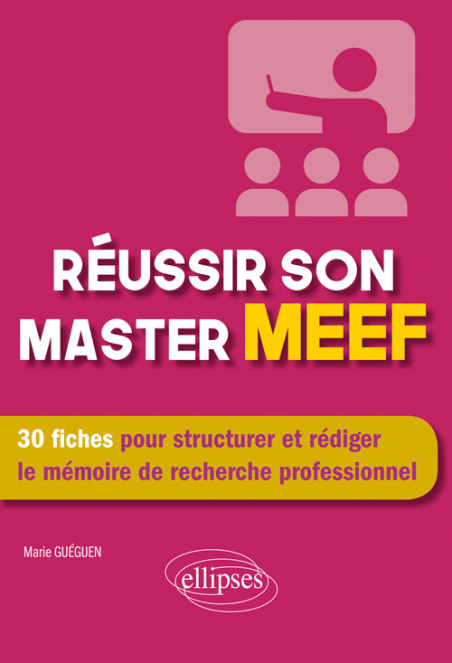 RÉUSSIR SON
MASTER MEEF
30 fiches pour structurer et rédiger
le mémoire de recherche professionnel
Marie GUÉGUEN
ellipses